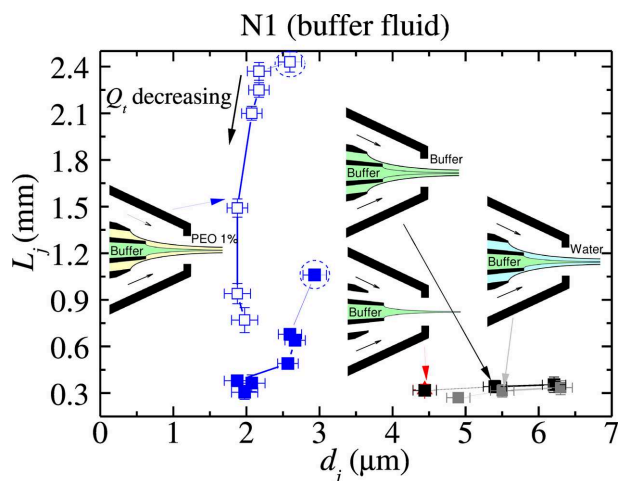 N1 (buffer fluid)
2.4
2.1
1.8
1.5
1.2
0.9
0.6
0.3
L_j (mm)
Q_t decreasing
Buffer
PEO 1%
Buffer
Buffer
Buffer
Buffer
Water
0 1 2 3 4 5 6 7
d_j (μm)